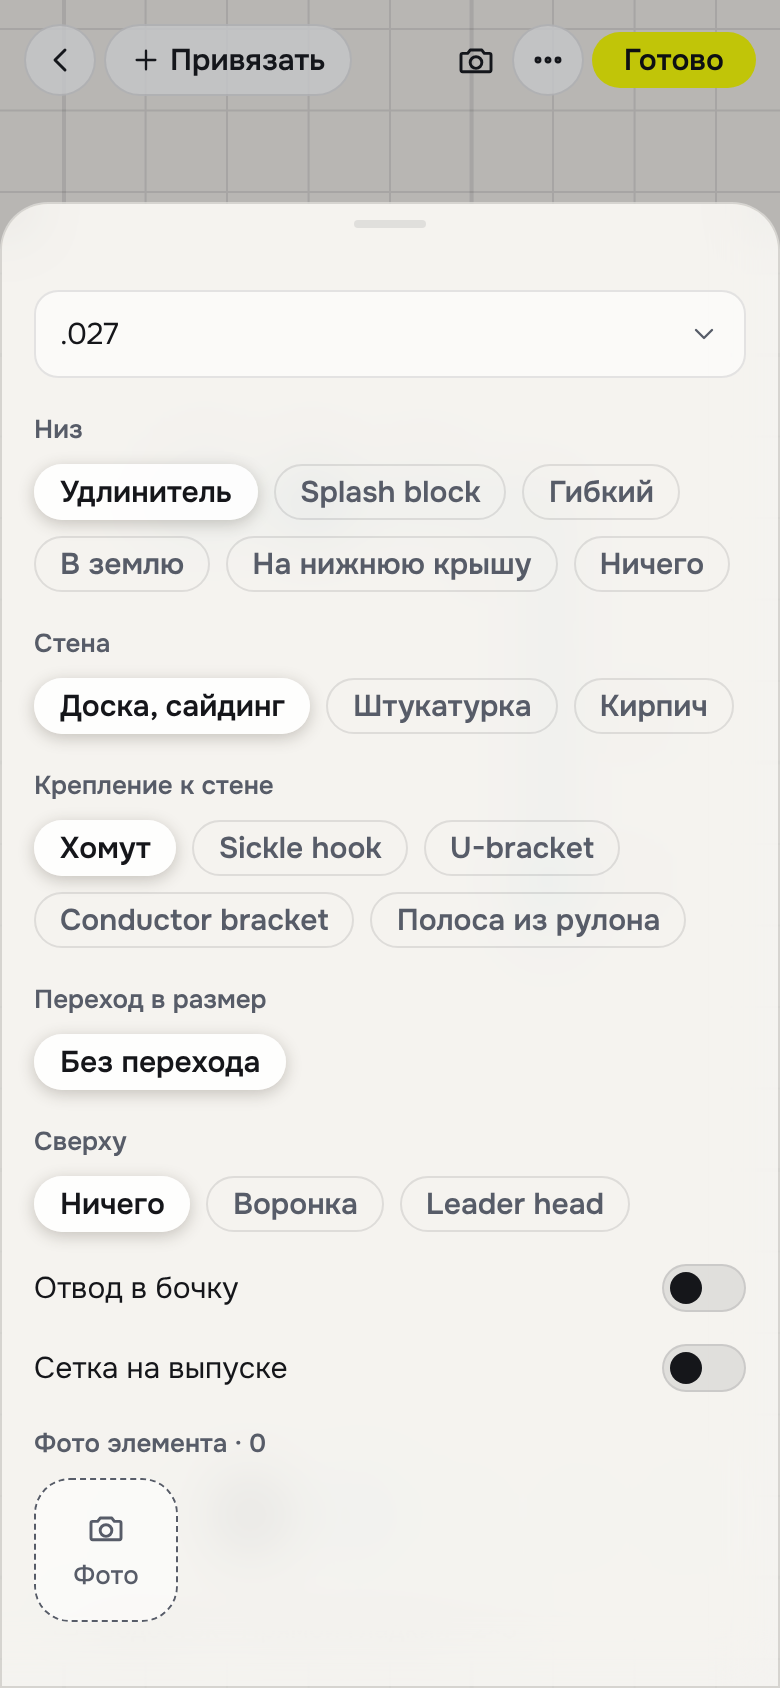 + Привязать
Готово
.027
Низ
Удлинитель
Splash block
Гибкий
В землю
На нижнюю крышу
Ничего
Стена
Доска, сайдинг
Штукатурка
Кирпич
Крепление к стене
Хомут
Sickle hook
U-bracket
Conductor bracket
Полоса из рулона
Переход в размер
Без перехода
Сверху
Ничего
Воронка
Leader head
Отвод в бочку
Сетка на выпуске
Фото элемента · 0
Фото